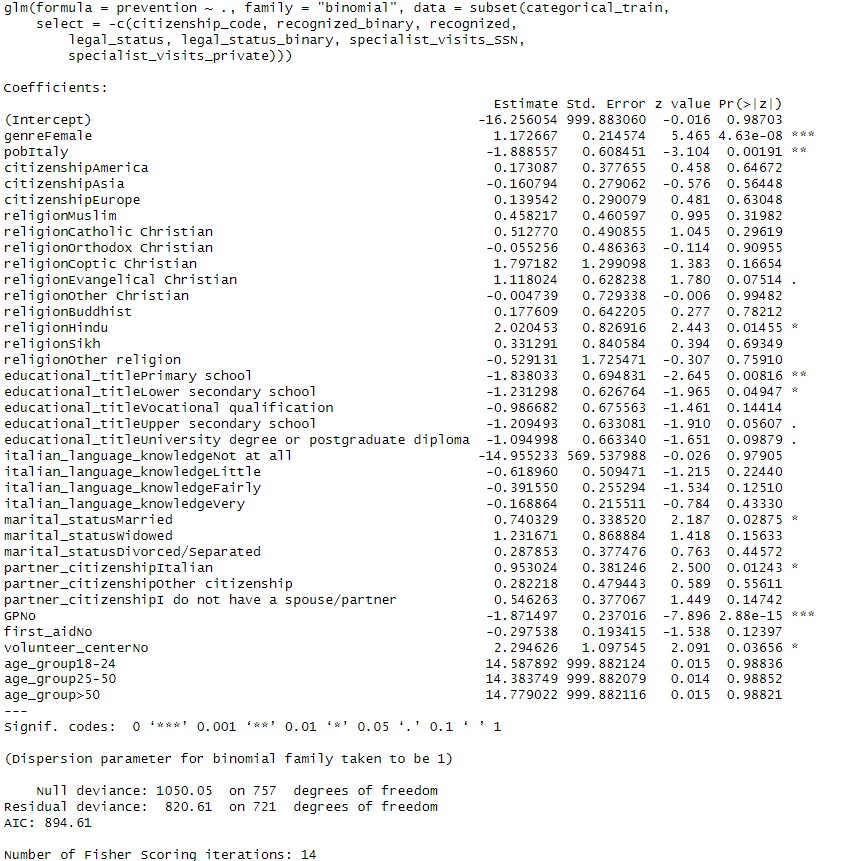 glm(formula = prevention ~ ., family = "binomial", data = subset(categorical_train,
    select = -c(citizenship_code, recognized_binary, recognized,
        legal_status, legal_status_binary, specialist_visits_SSN,
        specialist_visits_private)))

Coefficients:
                                                              Estimate Std. Error z value Pr(>|z|)
(Intercept)                                                 -16.256054 999.883060  -0.016  0.98703
genreFemale                                                   1.172667   0.214574   5.465 4.63e-08 ***
pobItaly                                                     -1.888557   0.608451  -3.104  0.00191 **
citizenshipAmerica                                            0.173087   0.377655   0.458  0.64672
citizenshipAsia                                              -0.160794   0.279062  -0.576  0.56448
citizenshipEurope                                             0.139542   0.290079   0.481  0.63048
religionMuslim                                                0.458217   0.460597   0.995  0.31982
religionCatholic Christian                                    0.512770   0.490855   1.045  0.29619
religionOrthodox Christian                                   -0.055256   0.486363  -0.114  0.90955
religionCoptic Christian                                      1.797182   1.299098   1.383  0.16654
religionEvangelical Christian                                 1.118024   0.628238   1.780  0.07514 .
religionOther Christian                                      -0.004739   0.729338  -0.006  0.99482
religionBuddhist                                              0.177609   0.642205   0.277  0.78212
religionHindu                                                 2.020453   0.826916   2.443  0.01455 *
religionSikh                                                  0.331291   0.840584   0.394  0.69349
religionOther religion                                       -0.529131   1.725471  -0.307  0.75910
educational_titlePrimary school                              -1.838033   0.694831  -2.645  0.00816 **
educational_titleLower secondary school                      -1.231298   0.626764  -1.965  0.04947 *
educational_titleVocational qualification                    -0.986682   0.675563  -1.461  0.14414
educational_titleUpper secondary school                      -1.209493   0.633081  -1.910  0.05607 .
educational_titleUniversity degree or postgraduate diploma   -1.094998   0.663340  -1.651  0.09879 .
italian_language_knowledgeNot at all                        -14.955233 569.537988  -0.026  0.97905
italian_language_knowledgeLittle                             -0.618960   0.509471  -1.215  0.22440
italian_language_knowledgeFairly                             -0.391550   0.255294  -1.534  0.12510
italian_language_knowledgeVery                               -0.168864   0.215511  -0.784  0.43330
marital_statusMarried                                         0.740329   0.338520   2.187  0.02875 *
marital_statusWidowed                                         1.231671   0.868884   1.418  0.15633
marital_statusDivorced/Separated                              0.287853   0.377476   0.763  0.44572
partner_citizenshipItalian                                    0.953024   0.381246   2.500  0.01243 *
partner_citizenshipOther citizenship                          0.282218   0.479443   0.589  0.55611
partner_citizenshipI do not have a spouse/partner             0.546263   0.377067   1.449  0.14742
GPNo                                                         -1.871497   0.237016  -7.896 2.88e-15 ***
first_aidNo                                                  -0.297538   0.193415  -1.538  0.12397
volunteer_centerNo                                            2.294626   1.097545   2.091  0.03656 *
age_group18-24                                               14.587892 999.882124   0.015  0.98836
age_group25-50                                               14.383749 999.882079   0.014  0.98852
age_group>50                                                 14.779022 999.882116   0.015  0.98821
---
Signif. codes:  0 ‘***’ 0.001 ‘**’ 0.01 ‘*’ 0.05 ‘.’ 0.1 ‘ ’ 1

(Dispersion parameter for binomial family taken to be 1)

    Null deviance: 1050.05  on 757  degrees of freedom
Residual deviance:  820.61  on 721  degrees of freedom
AIC: 894.61

Number of Fisher Scoring iterations: 14